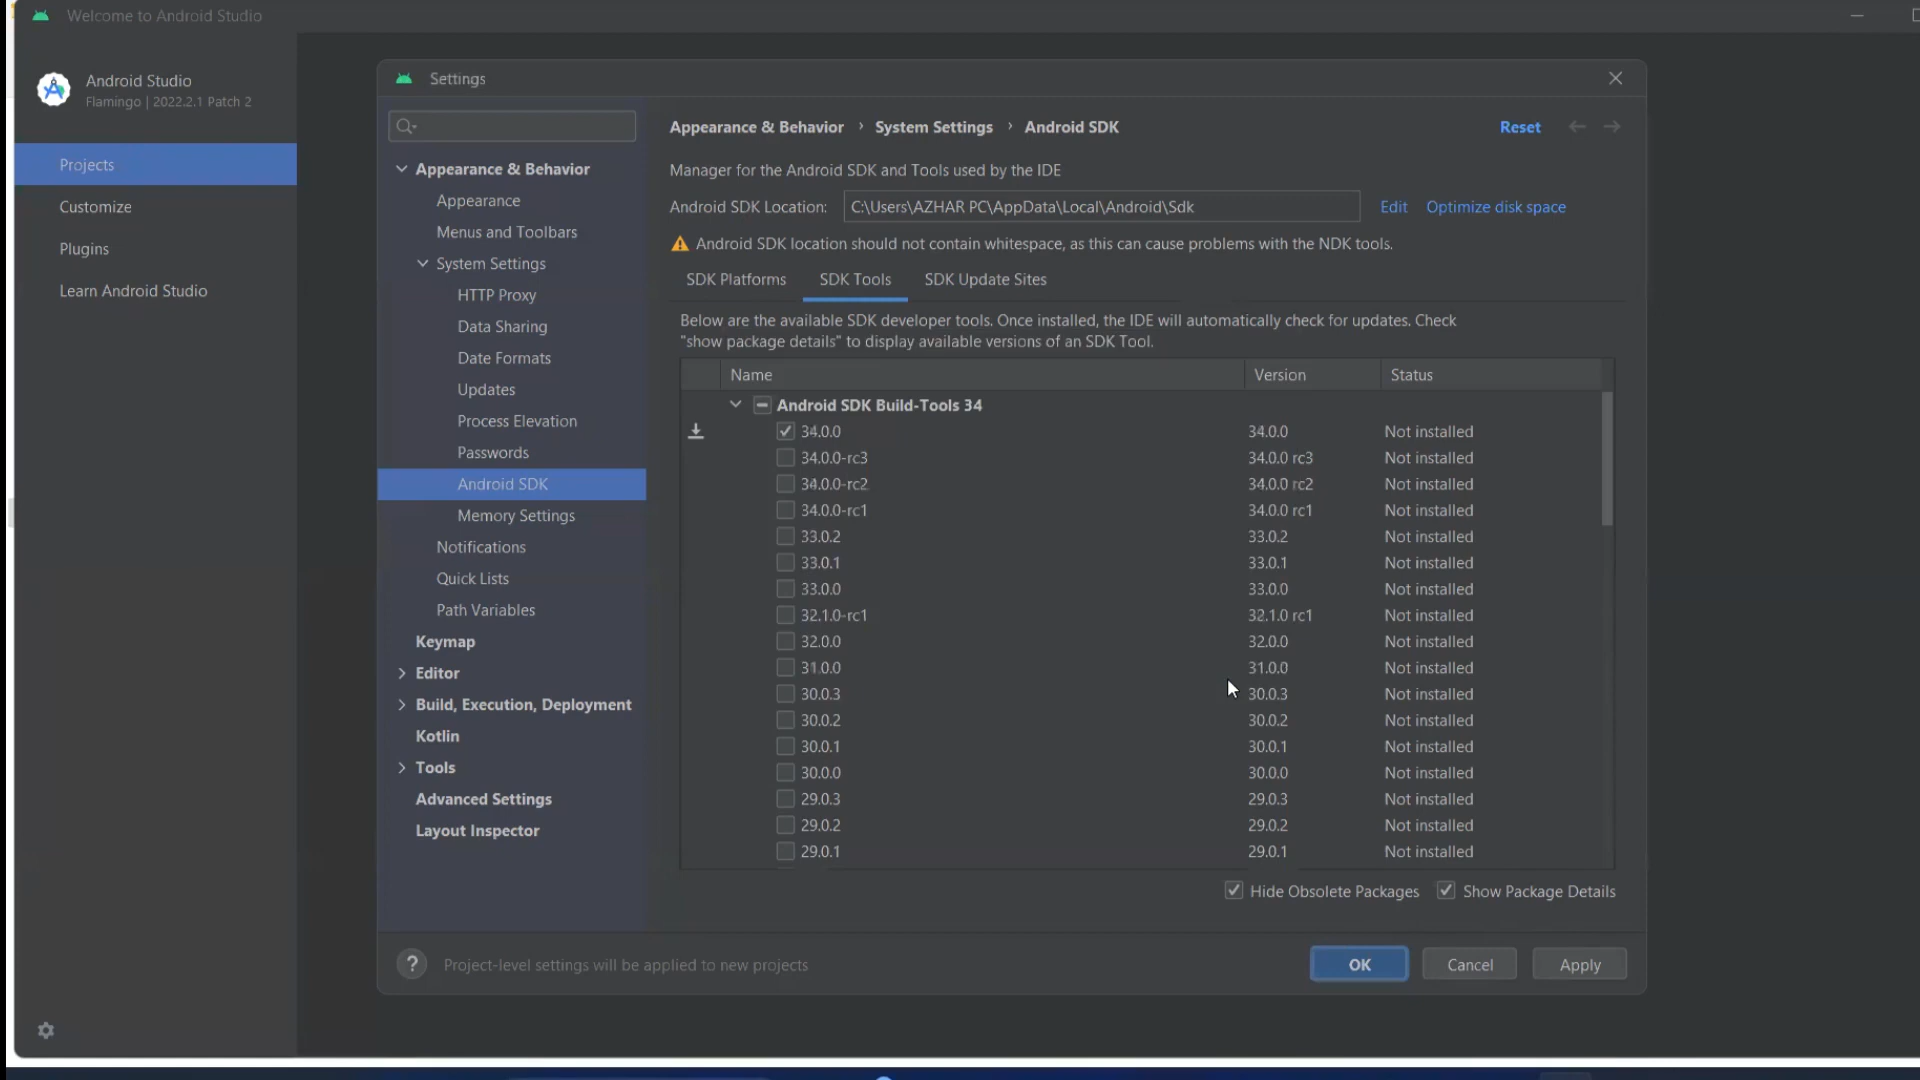 Welcome to Android Studio
Android Studio
Flamingo | 2022.2.1 Patch 2
Projects
Customize
Plugins
Learn Android Studio
Settings
Appearance & Behavior
Appearance
Menus and Toolbars
System Settings
HTTP Proxy
Data Sharing
Date Formats
Updates
Process Elevation
Passwords
Android SDK
Memory Settings
Notifications
Quick Lists
Path Variables
Keymap
Editor
Build, Execution, Deployment
Kotlin
Tools
Advanced Settings
Layout Inspector
Appearance & Behavior › System Settings › Android SDK
Reset
Manager for the Android SDK and Tools used by the IDE
Android SDK Location: C:\Users\AZHAR PC\AppData\Local\Android\Sdk Edit Optimize disk space
Android SDK location should not contain whitespace, as this can cause problems with the NDK tools.
SDK Platforms SDK Tools SDK Update Sites
Below are the available SDK developer tools. Once installed, the IDE will automatically check for updates. Check
"show package details" to display available versions of an SDK Tool.
Name Version Status
Android SDK Build-Tools 34
34.0.0 34.0.0 Not installed
34.0.0-rc3 34.0.0 rc3 Not installed
34.0.0-rc2 34.0.0 rc2 Not installed
34.0.0-rc1 34.0.0 rc1 Not installed
33.0.2 33.0.2 Not installed
33.0.1 33.0.1 Not installed
33.0.0 33.0.0 Not installed
32.1.0-rc1 32.1.0 rc1 Not installed
32.0.0 32.0.0 Not installed
31.0.0 31.0.0 Not installed
30.0.3 30.0.3 Not installed
30.0.2 30.0.2 Not installed
30.0.1 30.0.1 Not installed
30.0.0 30.0.0 Not installed
29.0.3 29.0.3 Not installed
29.0.2 29.0.2 Not installed
29.0.1 29.0.1 Not installed
Hide Obsolete Packages Show Package Details
? Project-level settings will be applied to new projects
OK Cancel Apply